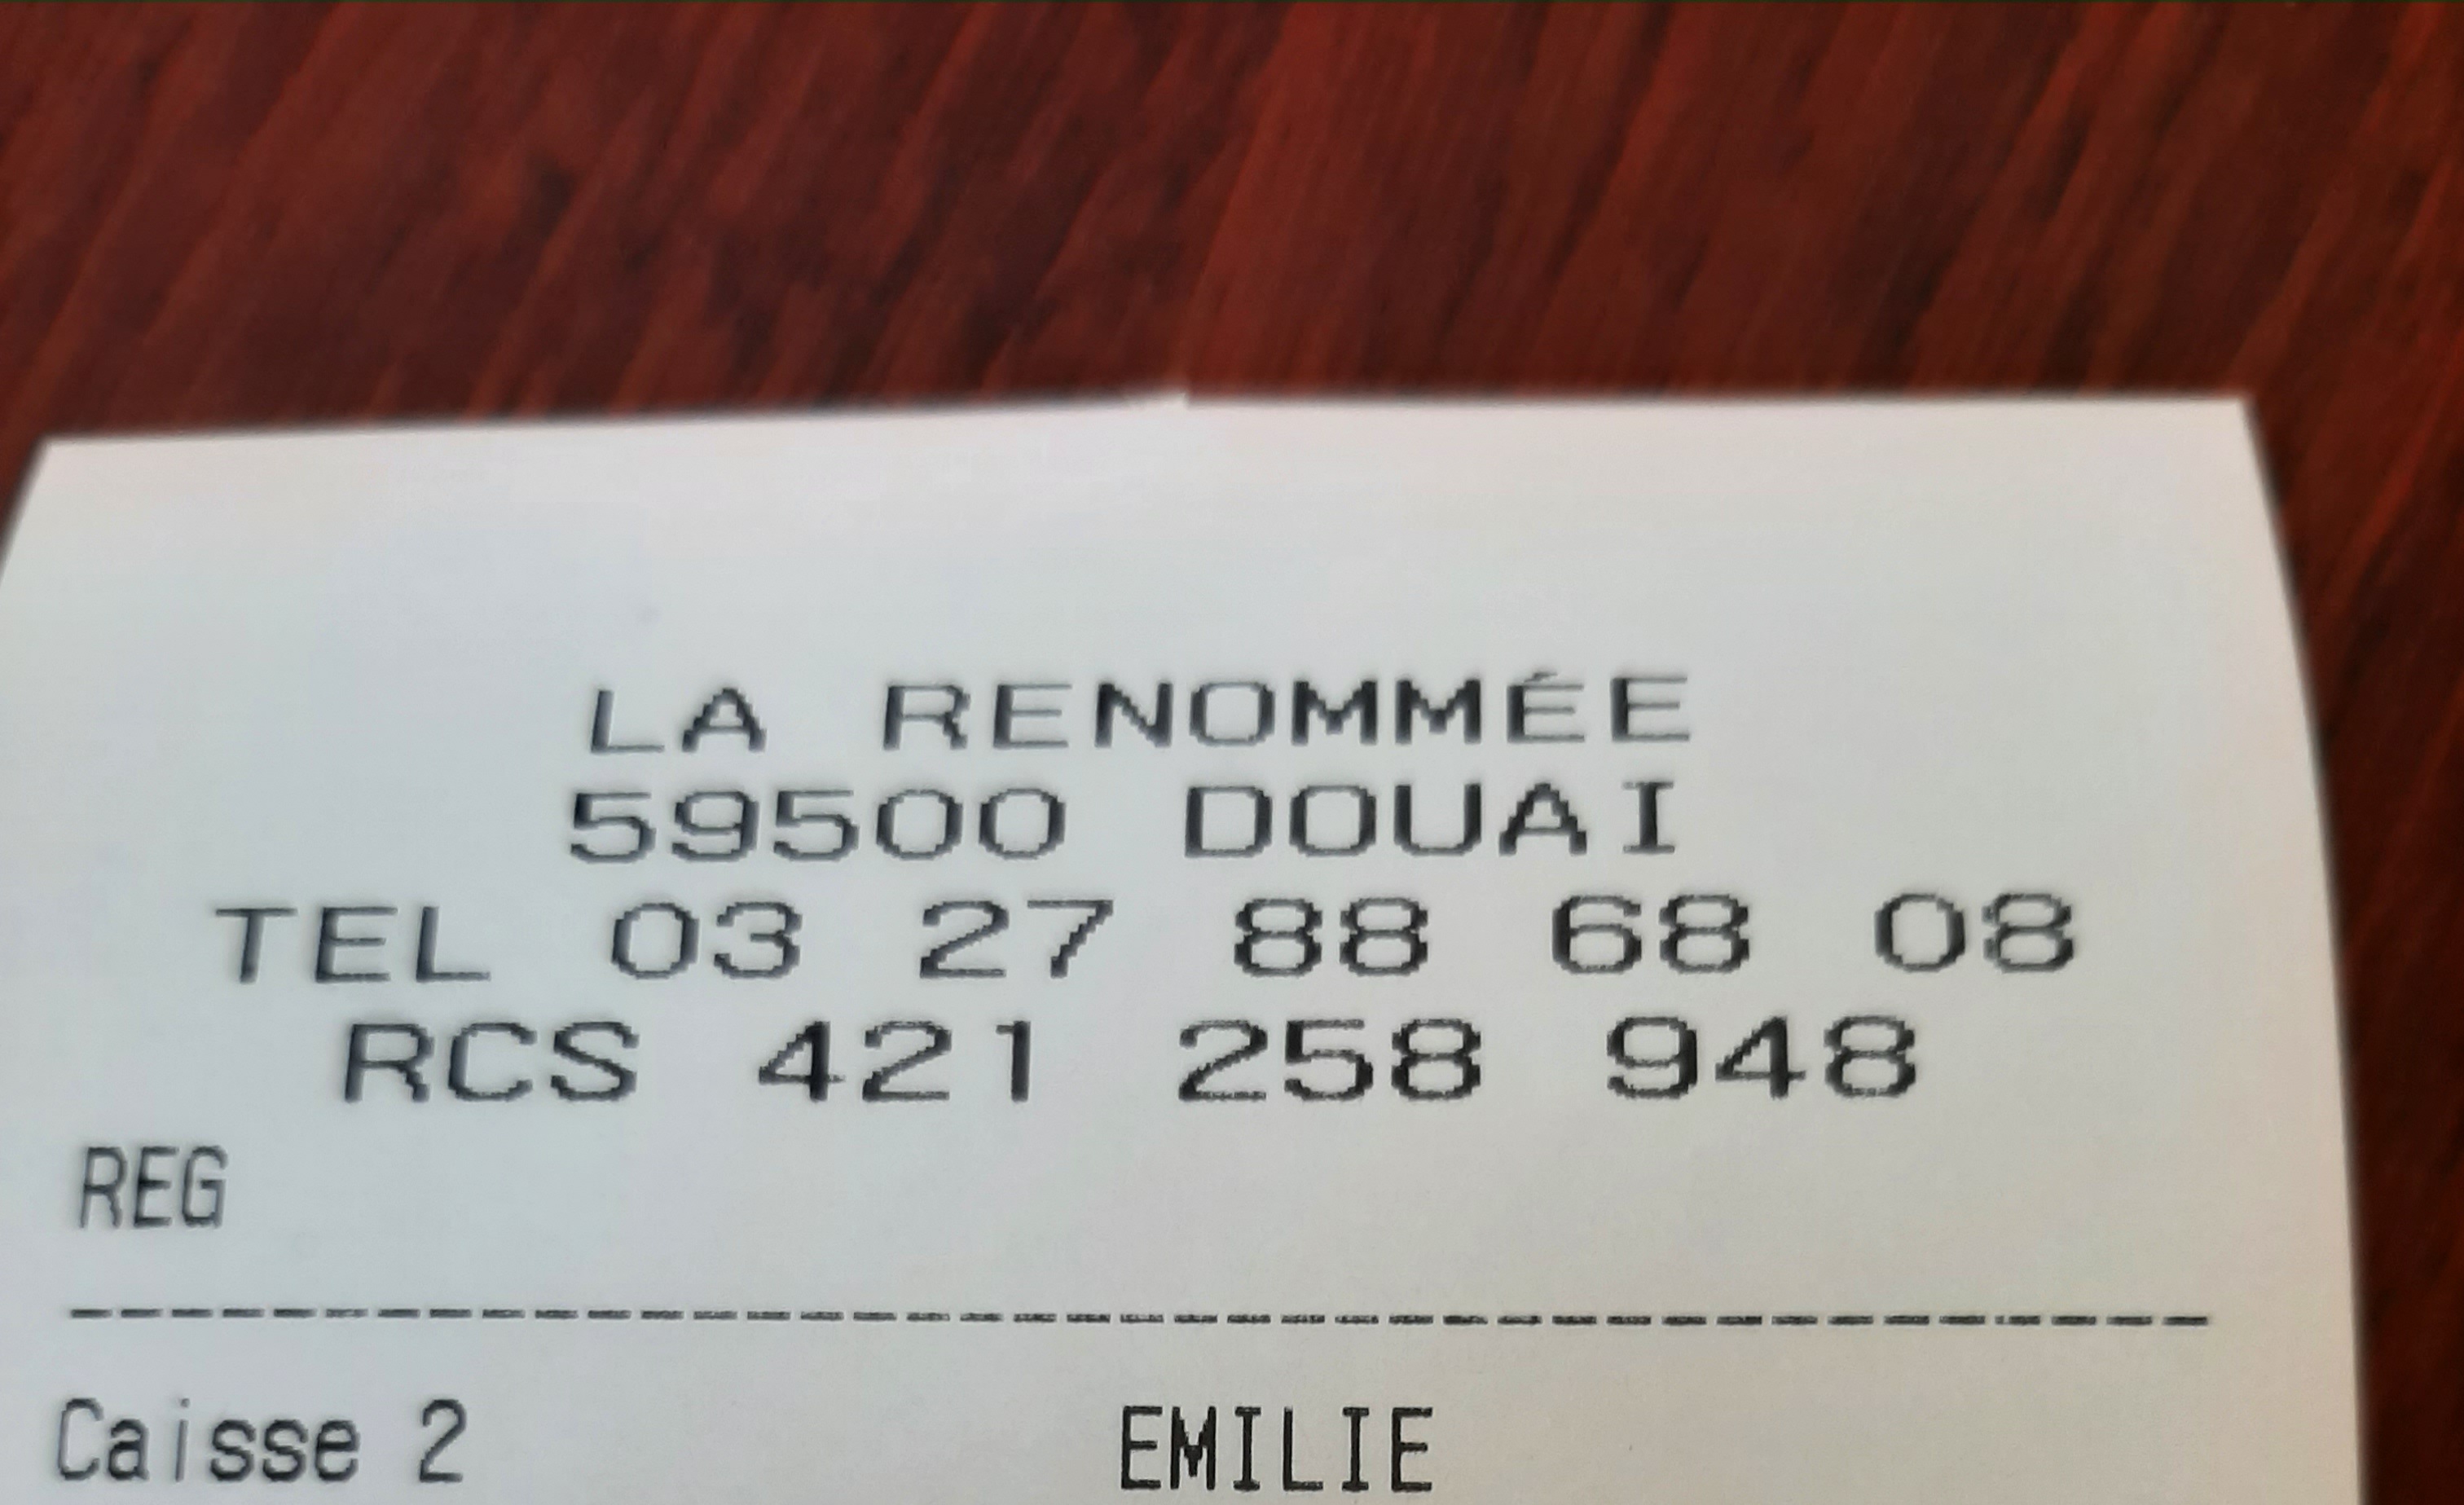 LA RENOMMÉE
59500 DOUAI
TEL 03 27 88 68 08
RCS 421 258 948
REG
-----------------------------------------
Caisse 2 EMILIE